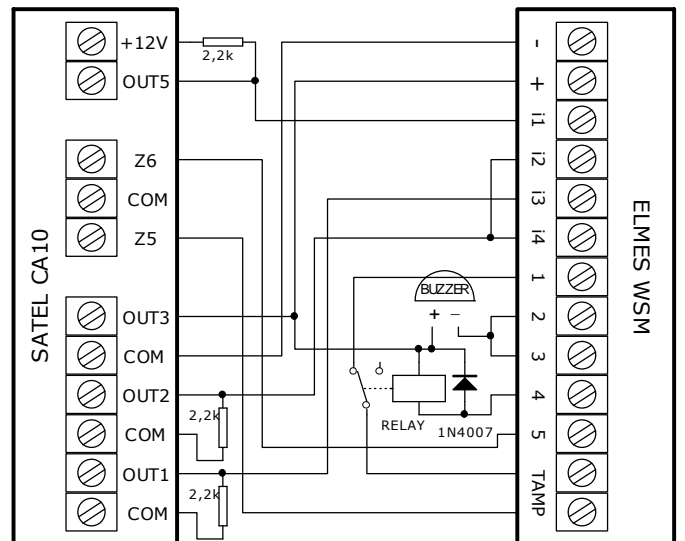 SATEL CA10
+12V
OUT5
Z6
COM
Z5
OUT3
COM
OUT2
COM
OUT1
COM
2,2k
2,2k
2,2k
BUZZER
+ −
RELAY
1N4007
-
+
i1
i2
i3
i4
1
2
3
4
5
TAMP
ELMES WSM